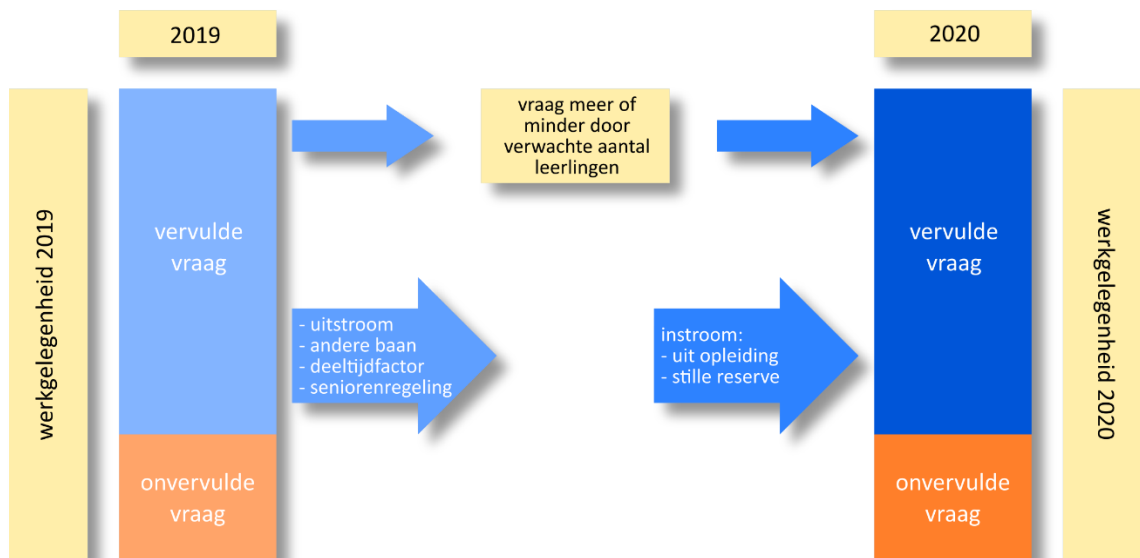 2019
2020
werkgelegenheid 2019
vervulde
vraag
onvervulde
vraag
vraag meer of
minder door
verwachte aantal
leerlingen
- uitstroom
- andere baan
- deeltijdfactor
- seniorenregeling
instroom:
- uit opleiding
- stille reserve
vervulde
vraag
onvervulde
vraag
werkgelegenheid 2020